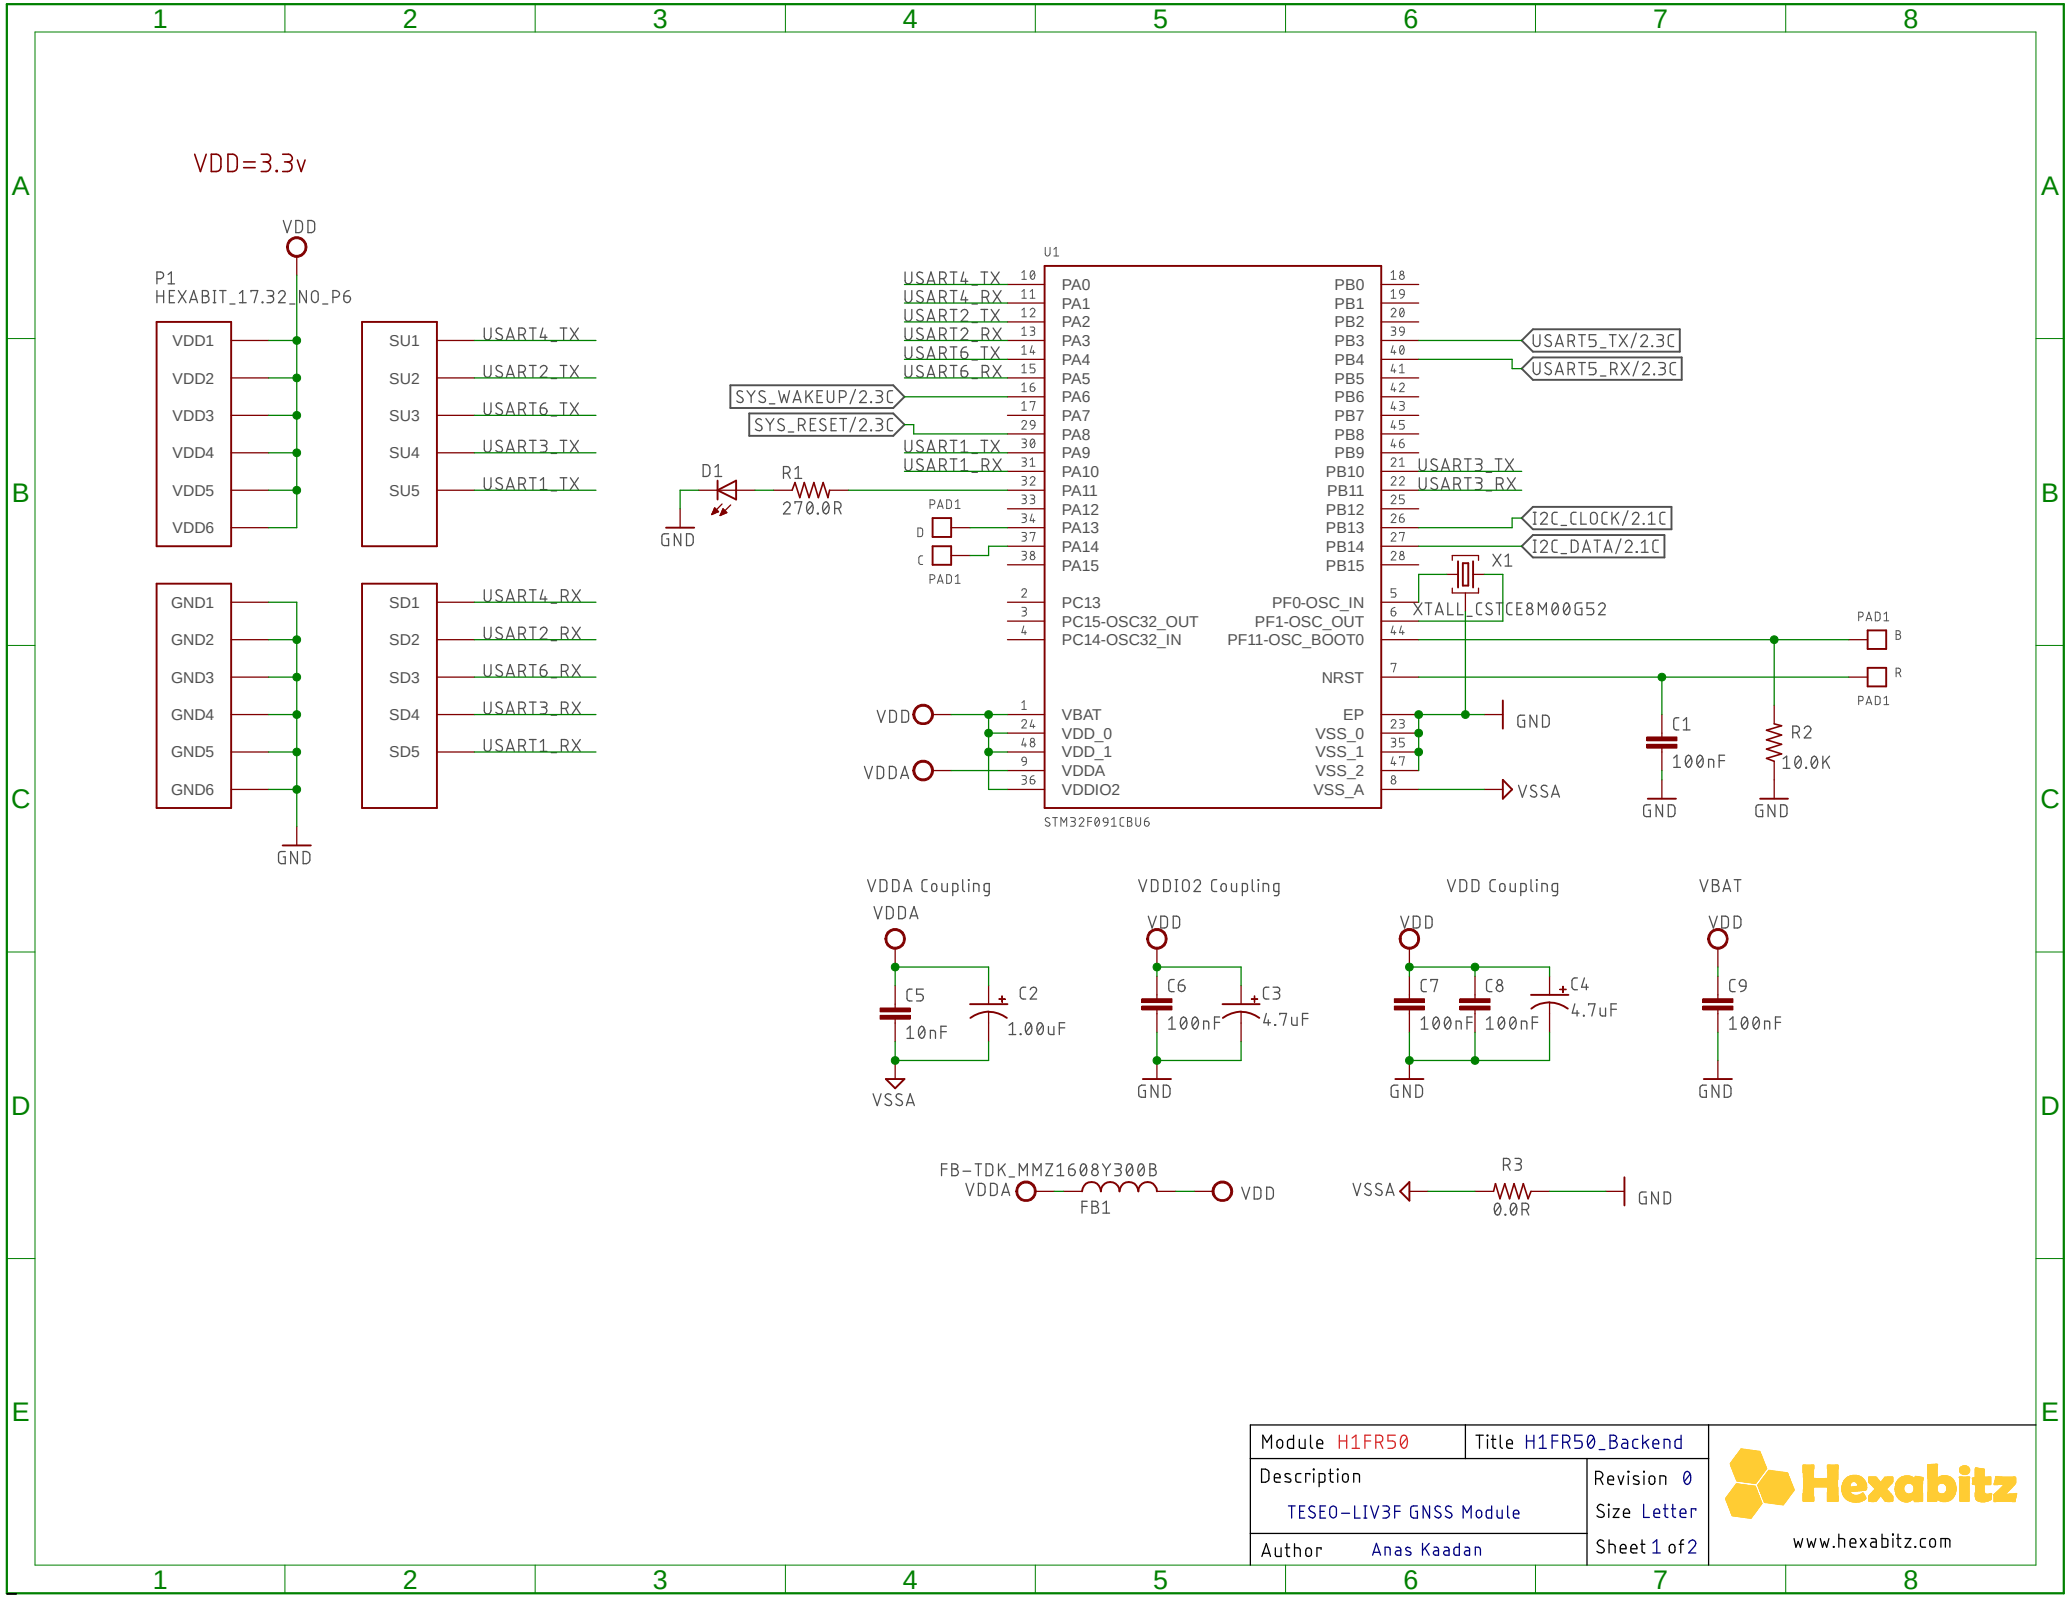 1 2 3 4 5 6 7 8
A A
VDD=3.3v
VDD
P1
HEXABIT_17.32_NO_P6
VDD1
VDD2
VDD3
VDD4
VDD5
VDD6
SU1 USART4_TX
SU2 USART2_TX
SU3 USART6_TX
SU4 USART3_TX
SU5 USART1_TX
GND1
GND2
GND3
GND4
GND5
GND6
GND
SD1 USART4_RX
SD2 USART2_RX
SD3 USART6_RX
SD4 USART3_RX
SD5 USART1_RX
B B
U1
USART4_TX 10 PA0
USART4_RX 11 PA1
USART2_TX 12 PA2
USART2_RX 13 PA3
USART6_TX 14 PA4
USART6_RX 15 PA5
SYS_WAKEUP/2.3C 16 PA6
17 PA7
SYS_RESET/2.3C 29 PA8
USART1_TX 30 PA9
USART1_RX 31 PA10
D1 R1 32 PA11
270.0R
GND
33 PA12
PAD1
D 34 PA13
C 37 PA14
PAD1
38 PA15
2 PC13
3 PC15-OSC32_OUT
4 PC14-OSC32_IN
VDD 1 VBAT
24 VDD_0
48 VDD_1
VDDA 9 VDDA
36 VDDIO2
STM32F091CBU6
PB0 18
PB1 19
PB2 20
PB3 39 USART5_TX/2.3C
PB4 40 USART5_RX/2.3C
PB5 41
PB6 42
PB7 43
PB8 45
PB9 46
PB10 21 USART3_TX
PB11 22 USART3_RX
PB12 25
PB13 26 I2C_CLOCK/2.1C
PB14 27 I2C_DATA/2.1C
PB15 28
X1
XTALL_CSTCE8M00G52
PF0-OSC_IN 5
PF1-OSC_OUT 6
PF11-OSC_BOOT0 44
PAD1
B
NRST 7
R
PAD1
EP GND
VSS_0 23
VSS_1 35
VSS_2 47
VSS_A 8 VSSA
C1
100nF
GND
R2
10.0K
GND
C C
VDDA Coupling
VDDA
C5
10nF
C2
1.00uF
VSSA
VDDIO2 Coupling
VDD
C6
100nF
C3
4.7uF
GND
VDD Coupling
VDD
C7
100nF
C8
100nF
C4
4.7uF
GND
VBAT
VDD
C9
100nF
GND
D D
FB-TDK_MMZ1608Y300B
VDDA VDD
FB1
R3
VSSA GND
0.0R
E E
Module H1FR50
Title H1FR50_Backend
Description
TESEO-LIV3F GNSS Module
Revision 0
Size Letter
Author Anas Kaadan
Sheet 1 of 2
Hexabitz
www.hexabitz.com
1 2 3 4 5 6 7 8